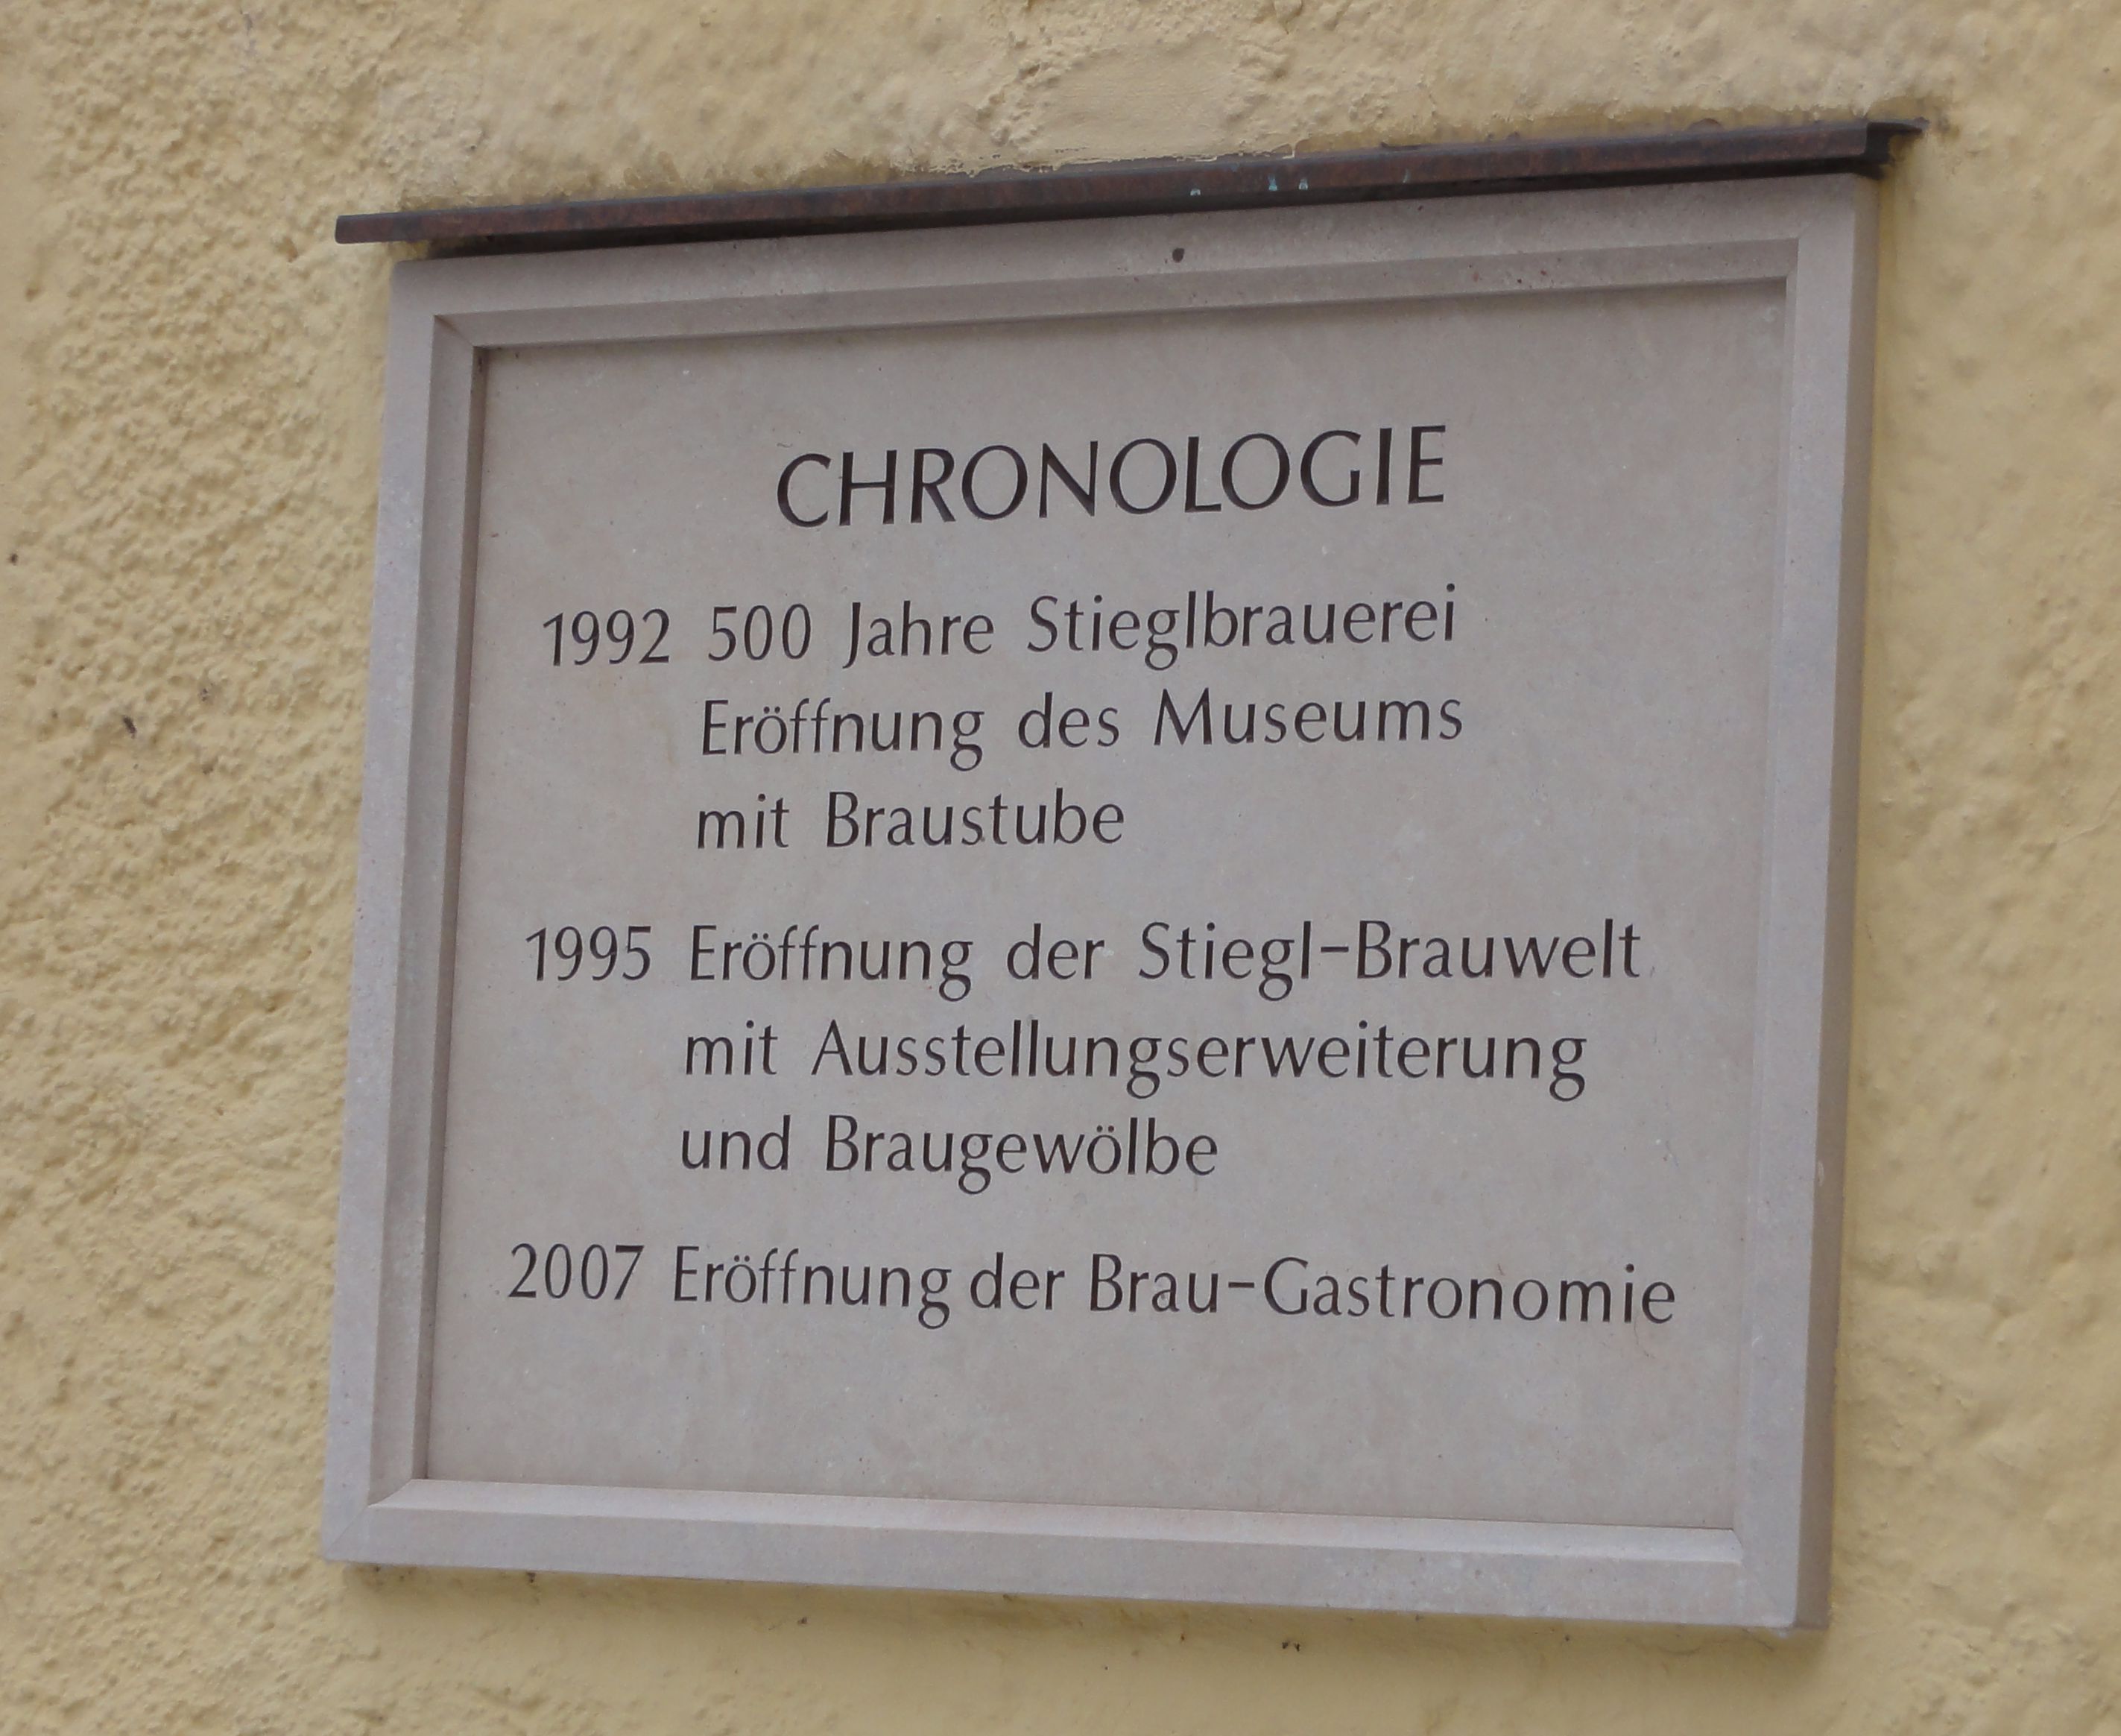 CHRONOLOGIE
1992 500 Jahre Stieglbrauerei
Eröffnung des Museums
mit Braustube
1995 Eröffnung der Stiegl-Brauwelt
mit Ausstellungserweiterung
und Braugewölbe
2007 Eröffnung der Brau-Gastronomie